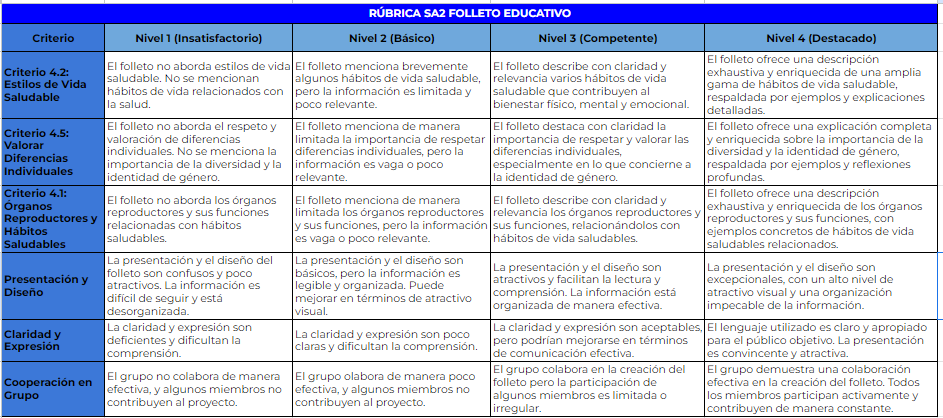 RÚBRICA SA2 FOLLETO EDUCATIVO
Criterio
Nivel 1 (Insatisfactorio)
Nivel 2 (Básico)
Nivel 3 (Competente)
Nivel 4 (Destacado)
Criterio 4.2:
Estilos de Vida
Saludable
El folleto no aborda estilos de vida
saludable. No se mencionan
hábitos de vida relacionados con
la salud.
El folleto menciona brevemente
algunos hábitos de vida saludable,
pero la información es limitada y
poco relevante.
El folleto describe con claridad y
relevancia varios hábitos de vida
saludable que contribuyen al
bienestar físico, mental y emocional.
El folleto ofrece una descripción
exhaustiva y enriquecida de una amplia
gama de hábitos de vida saludable,
respaldada por ejemplos y explicaciones
detalladas.
Criterio 4.5:
Valorar
Diferencias
Individuales
El folleto no aborda el respeto y
valoración de diferencias
individuales. No se menciona la
importancia de la diversidad y la
identidad de género.
El folleto menciona de manera
limitada la importancia de respetar
diferencias individuales, pero la
información es vaga o poco
relevante.
El folleto destaca con claridad la
importancia de respetar y valorar las
diferencias individuales,
especialmente en lo que concierne a
la identidad de género.
El folleto ofrece una explicación completa
y enriquecida sobre la importancia de la
diversidad y la identidad de género,
respaldada por ejemplos y reflexiones
profundas.
Criterio 4.1:
Órganos
Reproductores y
Hábitos
Saludables
El folleto no aborda los órganos
reproductores y sus funciones
relacionadas con hábitos
saludables.
El folleto menciona de manera
limitada los órganos reproductores
y sus funciones, pero la información
es vaga o poco relevante.
El folleto describe con claridad y
relevancia los órganos reproductores y
sus funciones, relacionándolos con
hábitos de vida saludables.
El folleto ofrece una descripción
exhaustiva y enriquecida de los órganos
reproductores y sus funciones, con
ejemplos concretos de hábitos de vida
saludables relacionados.
Presentación y
Diseño
La presentación y el diseño del
folleto son confusos y poco
atractivos. La información es
difícil de seguir y está
desorganizada.
La presentación y el diseño son
básicos, pero la información es
legible y organizada. Puede
mejorar en términos de atractivo
visual.
La presentación y el diseño son
atractivos y facilitan la lectura y
comprensión. La información está
organizada de manera efectiva.
La presentación y el diseño son
excepcionales, con un alto nivel de
atractivo visual y una organización
impecable de la información.
Claridad y
Expresión
La claridad y expresión son
deficientes y dificultan la
comprensión.
La claridad y expresión son poco
claras y dificultan la comprensión.
La claridad y expresión son aceptables,
pero podrían mejorarse en términos
de comunicación efectiva.
El lenguaje utilizado es claro y apropiado
para el público objetivo. La presentación
es convincente y atractiva.
Cooperación en
Grupo
El grupo no colabora de manera
efectiva, y algunos miembros no
contribuyen al proyecto.
El grupo olabora de manera poco
efectiva, y algunos miembros no
contribuyen al proyecto.
El grupo colabora en la creación del
folleto pero la participación de
algunos miembros es limitada o
irregular.
El grupo demuestra una colaboración
efectiva en la creación del folleto. Todos
los miembros participan activamente y
contribuyen de manera constante.